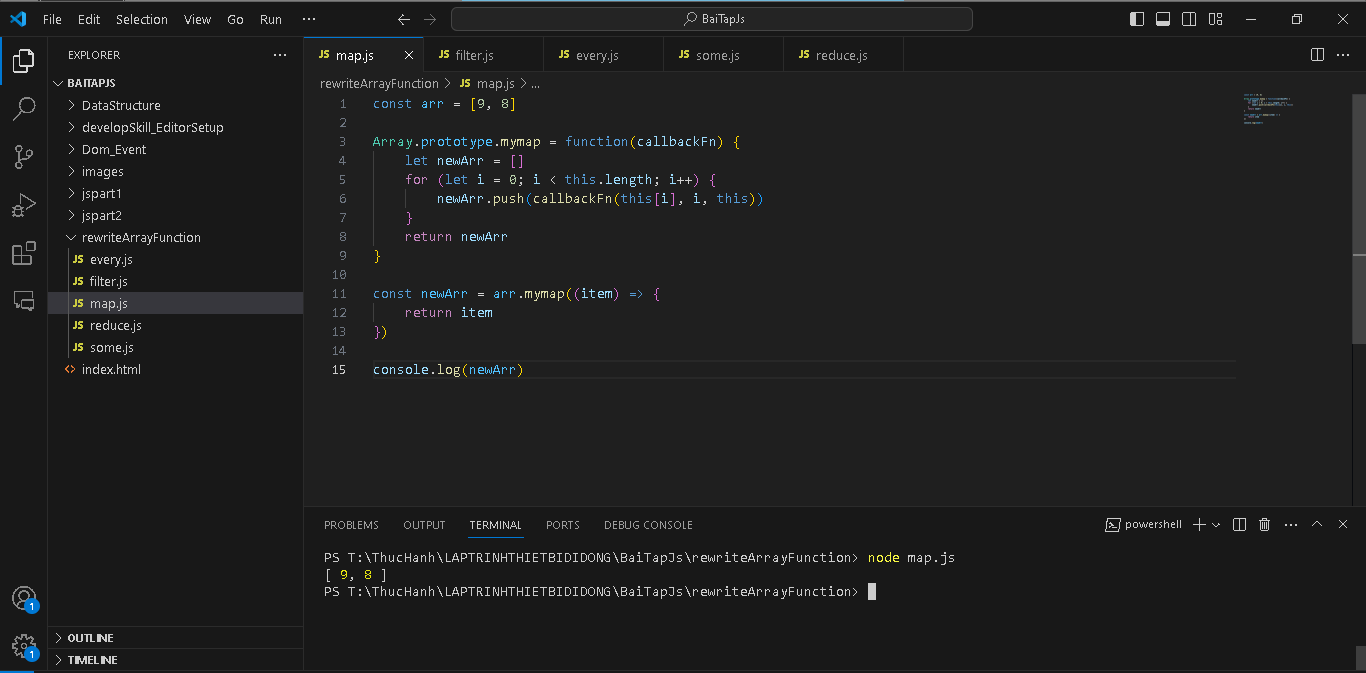 File Edit Selection View Go Run ··· BaiTapJs
EXPLORER ···
BAITAPJS
DataStructure
developSkill_EditorSetup
Dom_Event
images
jspart1
jspart2
rewriteArrayFunction
JS every.js
JS filter.js
JS map.js
JS reduce.js
JS some.js
<> index.html
OUTLINE
TIMELINE
1
1
JS map.js JS filter.js JS every.js JS some.js JS reduce.js
rewriteArrayFunction > JS map.js > ...
1 const arr = [9, 8]
2
3 Array.prototype.mymap = function(callbackFn) {
4 let newArr = []
5 for (let i = 0; i < this.length; i++) {
6 newArr.push(callbackFn(this[i], i, this))
7 }
8 return newArr
9 }
10
11 const newArr = arr.mymap((item) => {
12 return item
13 })
14
15 console.log(newArr)
PROBLEMS OUTPUT TERMINAL PORTS DEBUG CONSOLE powershell
PS T:\ThucHanh\LAPTRINHTHIETBIDIDONG\BaiTapJs\rewriteArrayFunction> node map.js
[ 9, 8 ]
PS T:\ThucHanh\LAPTRINHTHIETBIDIDONG\BaiTapJs\rewriteArrayFunction>